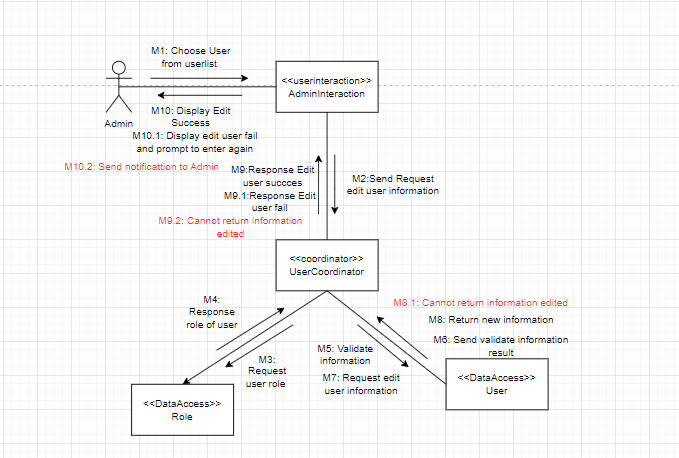 M1: Choose User
from userlist
<<userinteraction>>
AdminInteraction
Admin
M10: Display Edit
Success
M10.1: Display edit user fail
and prompt to enter again
M10.2: Send notification to Admin
M9:Response Edit
user succces
M9.1:Response Edit
user fail
M9.2: Cannot return information
edited
M2:Send Request
edit user information
<<coordinator>>
UserCoordinator
M4:
Response
role of user
M3:
Request
user role
M8.1: Cannot return information edited
M8: Return new information
M6: Send validate information
result
M5: Validate
information
M7: Request edit
user information
<<DataAccess>>
Role
<<DataAccess>>
User